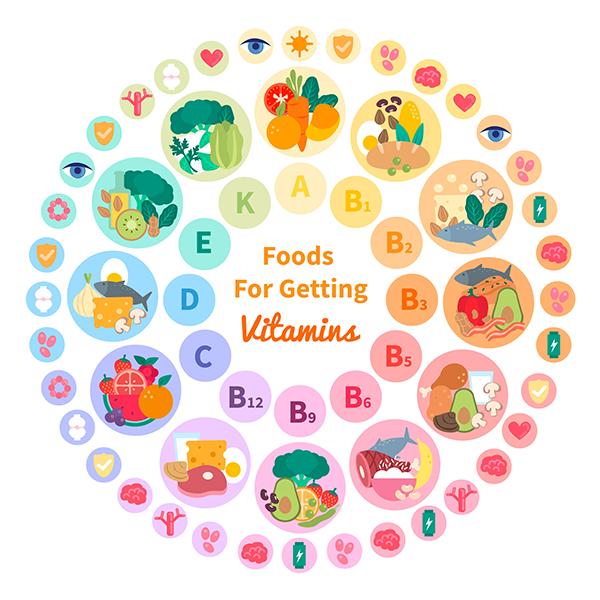 Foods
For Getting
Vitamins
A
B1
B2
B3
B5
B6
B9
B12
C
D
E
K